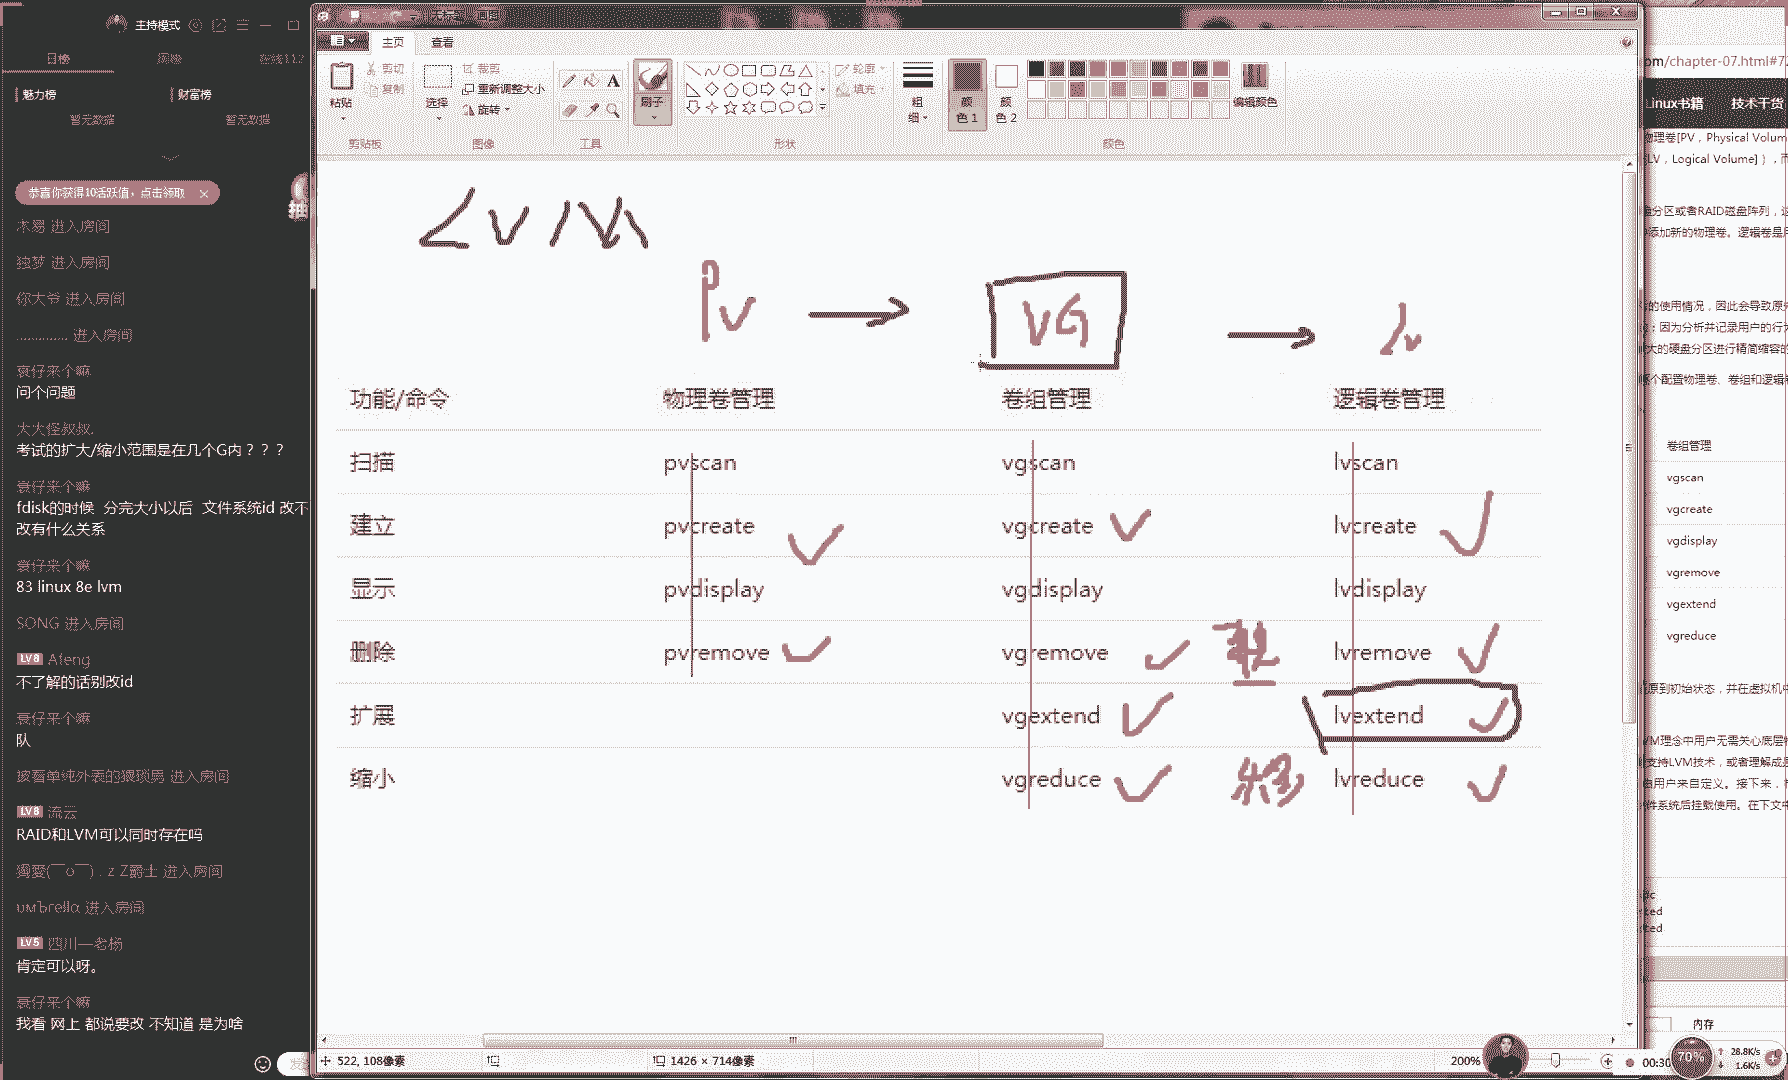 主持模式
日榜 周榜
魅力榜 财富榜
暂无数据 暂无数据
恭喜你获得10活跃值，点击领取
木易 进入房间
独梦 进入房间
你大爷 进入房间
.............. 进入房间
衰仔来个嘛
问个问题
大大怪叔叔.
考试的扩大/缩小范围是在几个G内？？？
衰仔来个嘛
fdisk的时候 分完大小以后 文件系统id 改不
改有什么关系
衰仔来个嘛
83 linux 8e lvm
SONG 进入房间
LV8 Afeng
不了解的话别改id
衰仔来个嘛
队
披着单纯外表的猥琐男 进入房间
LV8 流云
RAID和LVM可以同时存在吗
进入房间
进入房间
LV5 四川—老杨
肯定可以呀。
衰仔来个嘛
我看 网上 都说要改 不知道 是为啥
主页 查看
粘贴 剪切 复制
选择 裁剪 重新调整大小 旋转
刷子
轮廓 填充
粗细
颜色 1
颜色 2
编辑颜色
剪贴板 图像 工具 形状 颜色
LVM
PV VG lv
功能/命令 物理卷管理 卷组管理 逻辑卷管理
扫描 pvscan vgscan lvscan
建立 pvcreate vgcreate lvcreate
显示 pvdisplay vgdisplay lvdisplay
删除 pvremove vgremove lvremove
扩展 vgextend lvextend
缩小 vgreduce lvreduce
522, 108像素 1426 × 714像素 200%
om/chapter-07.html#7
Linux书籍 技术干货
物理卷[PV，Physical Volum
LV，Logical Volume]），而
分区或者RAID磁盘阵列，这
添加新的物理卷。逻辑卷是用
的使用情况，因此会导致原先
；因为分析并记录用户的行为
大的硬盘分区进行精简缩容的
个配置物理卷、卷组和逻辑卷
卷组管理
vgscan
vgcreate
vgdisplay
vgremove
vgextend
vgreduce
原到初始状态，并在虚拟机中
VM理念中用户无需关心底层物
支持LVM技术，或者理解成是
由用户来自定义。接下来，
件系统后挂载使用。在下文中
内存
70%
28.8K/s
1.6K/s